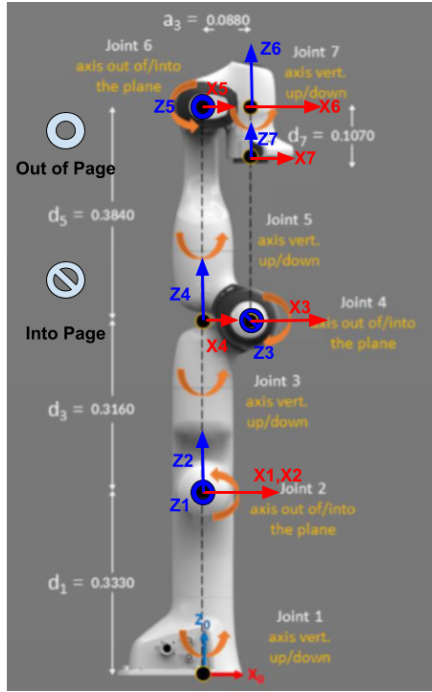 a₃ = 0.0880
Joint 6
axis out of/into
the plane
Z6
Joint 7
axis vert.
up/down
Z5
X5
X6
Z7
X7
d₇ = 0.1070
Out of Page
d₅ = 0.3840
Joint 5
axis vert.
up/down
Z4
Into Page
X3
Joint 4
axis out of/into
the plane
X4
Z3
d₃ = 0.3160
Joint 3
axis vert.
up/down
Z2
X1,X2
Z1
Joint 2
axis out of/into
the plane
d₁ = 0.3330
Joint 1
axis vert.
up/down
Z₀
X₀